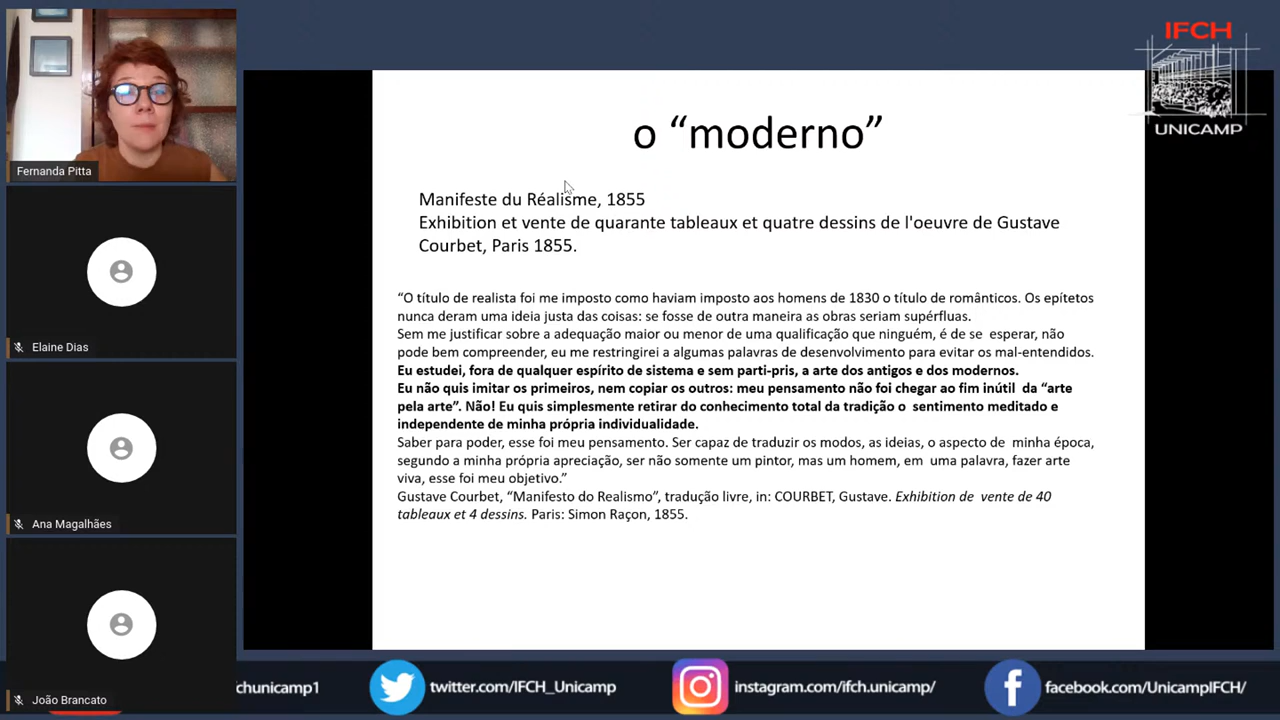 IFCH
UNICAMP
o “moderno”
Manifeste du Réalisme, 1855
Exhibition et vente de quarante tableaux et quatre dessins de l'oeuvre de Gustave
Courbet, Paris 1855.
“O título de realista foi me imposto como haviam imposto aos homens de 1830 o título de românticos. Os epítetos
nunca deram uma ideia justa das coisas: se fosse de outra maneira as obras seriam supérfluas.
Sem me justificar sobre a adequação maior ou menor de uma qualificação que ninguém, é de se esperar, não
pode bem compreender, eu me restringirei a algumas palavras de desenvolvimento para evitar os mal-entendidos.
Eu estudei, fora de qualquer espírito de sistema e sem parti-pris, a arte dos antigos e dos modernos.
Eu não quis imitar os primeiros, nem copiar os outros: meu pensamento não foi chegar ao fim inútil da “arte
pela arte”. Não! Eu quis simplesmente retirar do conhecimento total da tradição o sentimento meditado e
independente de minha própria individualidade.
Saber para poder, esse foi meu pensamento. Ser capaz de traduzir os modos, as ideias, o aspecto de minha época,
segundo a minha própria apreciação, ser não somente um pintor, mas um homem, em uma palavra, fazer arte
viva, esse foi meu objetivo.”
Gustave Courbet, “Manifesto do Realismo”, tradução livre, in: COURBET, Gustave. Exhibition de vente de 40
tableaux et 4 dessins. Paris: Simon Raçon, 1855.
Fernanda Pitta
Elaine Dias
Ana Magalhães
João Brancato
chunicamp1
twitter.com/IFCH_Unicamp
instagram.com/ifch.unicamp/
facebook.com/UnicampIFCH/